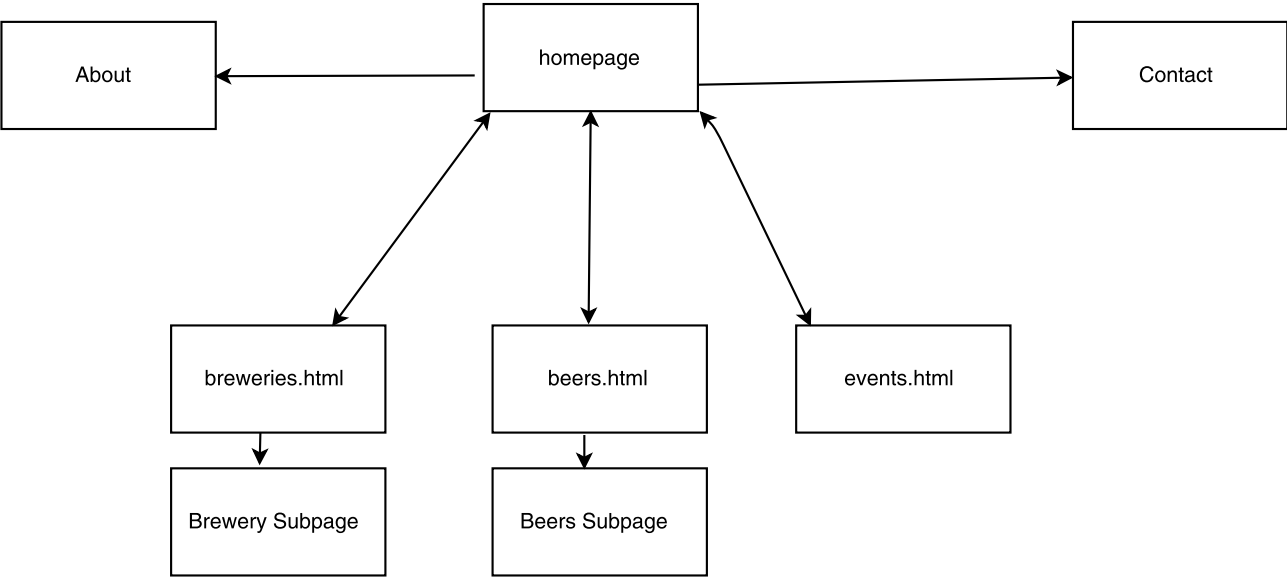 homepage
About
Contact
breweries.html
beers.html
events.html
Brewery Subpage
Beers Subpage